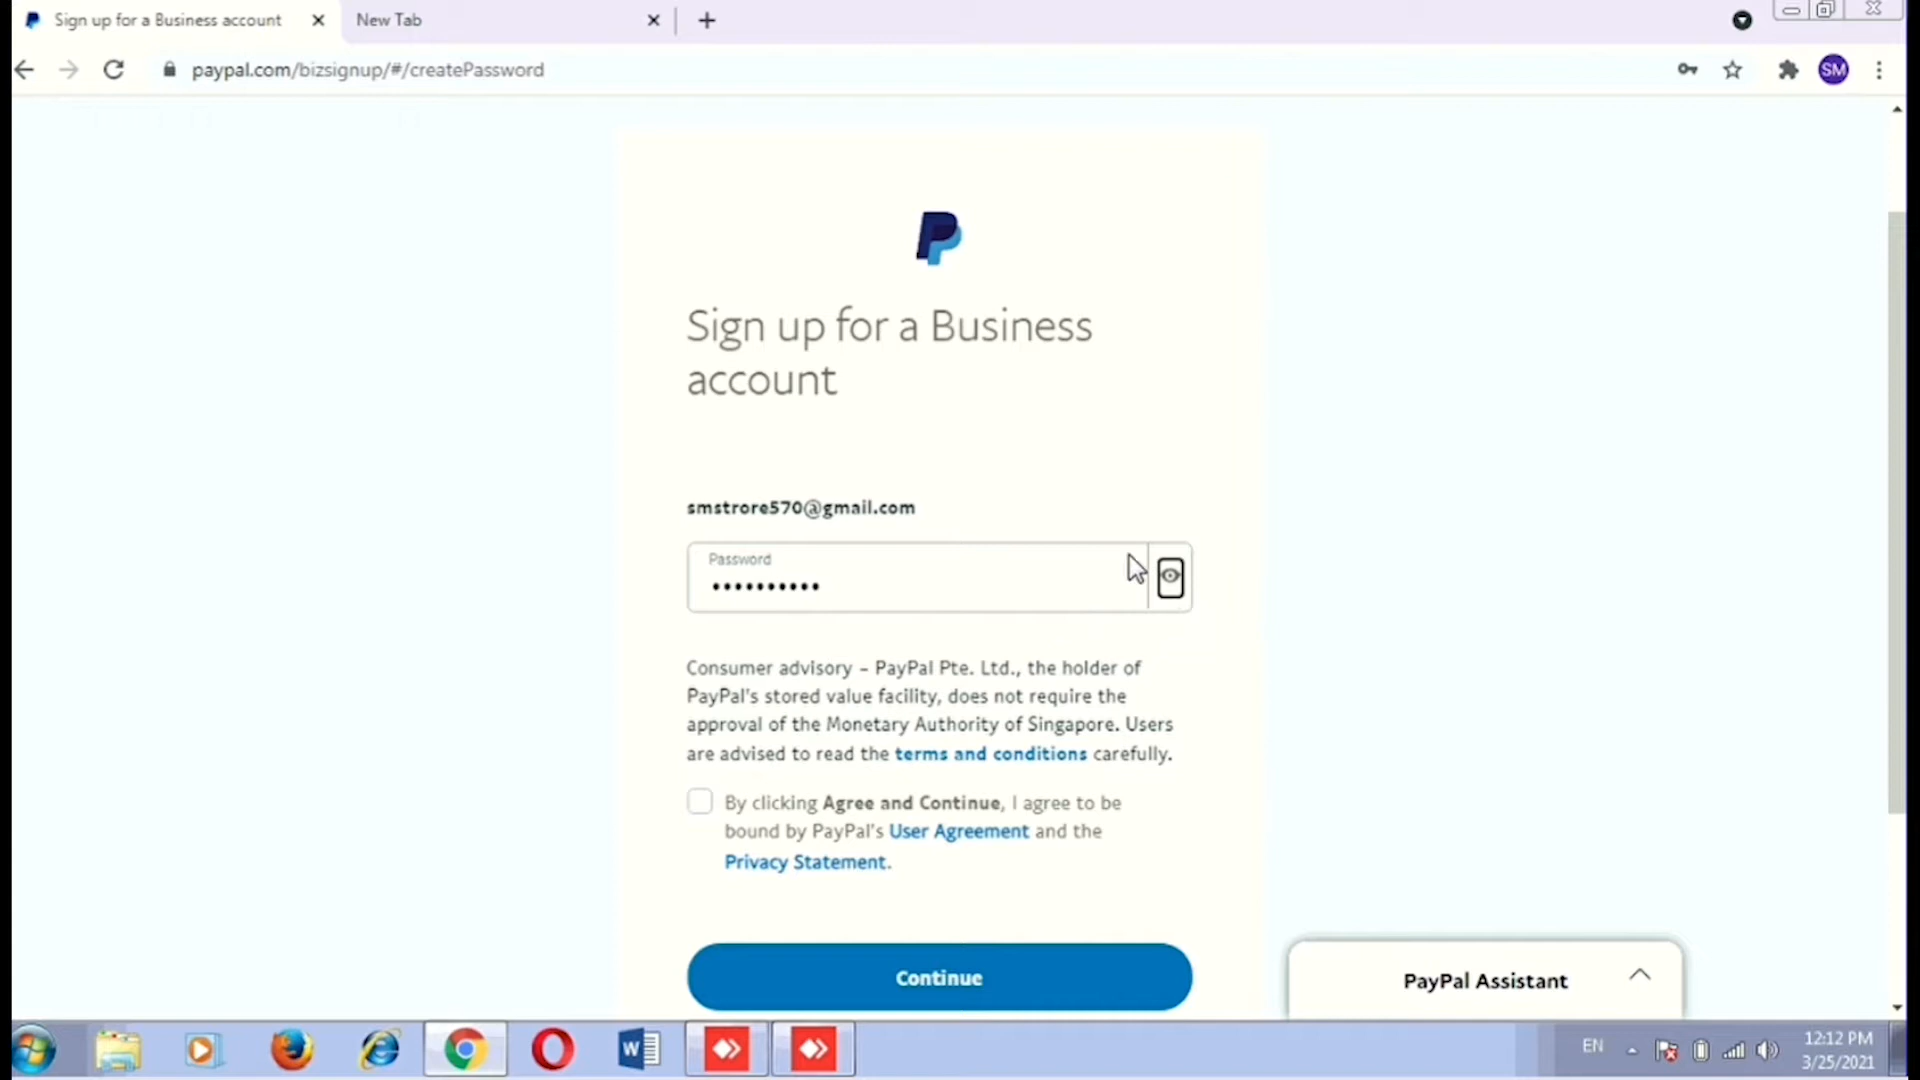 Sign up for a Business account
New Tab
paypal.com/bizsignup/#/createPassword
SM
Sign up for a Business
account
smstrore570@gmail.com
Password
Consumer advisory – PayPal Pte. Ltd., the holder of
PayPal's stored value facility, does not require the
approval of the Monetary Authority of Singapore. Users
are advised to read the terms and conditions carefully.
By clicking Agree and Continue, I agree to be
bound by PayPal's User Agreement and the
Privacy Statement.
Continue
PayPal Assistant
EN
12:12 PM
3/25/2021